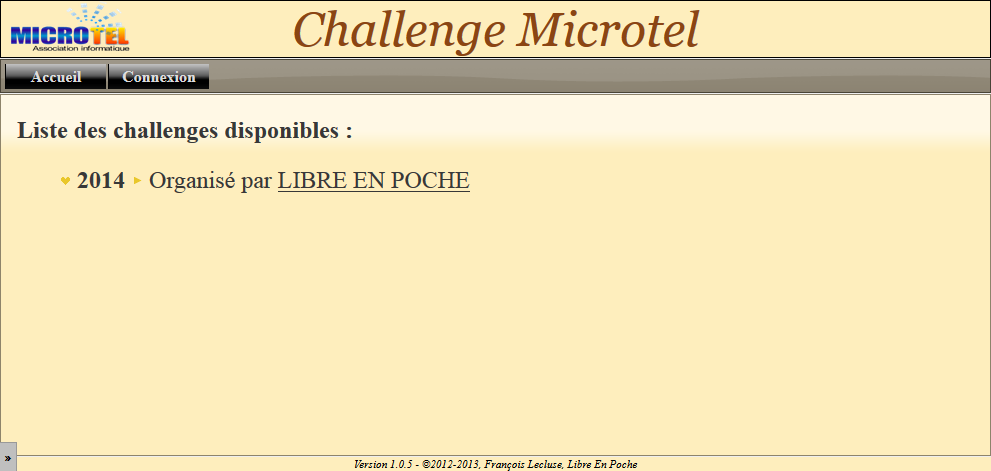 MICROTEL
Association informatique
Challenge Microtel
Accueil Connexion
Liste des challenges disponibles :
2014 Organisé par LIBRE EN POCHE
»
Version 1.0.5 - ©2012-2013, François Lecluse, Libre En Poche